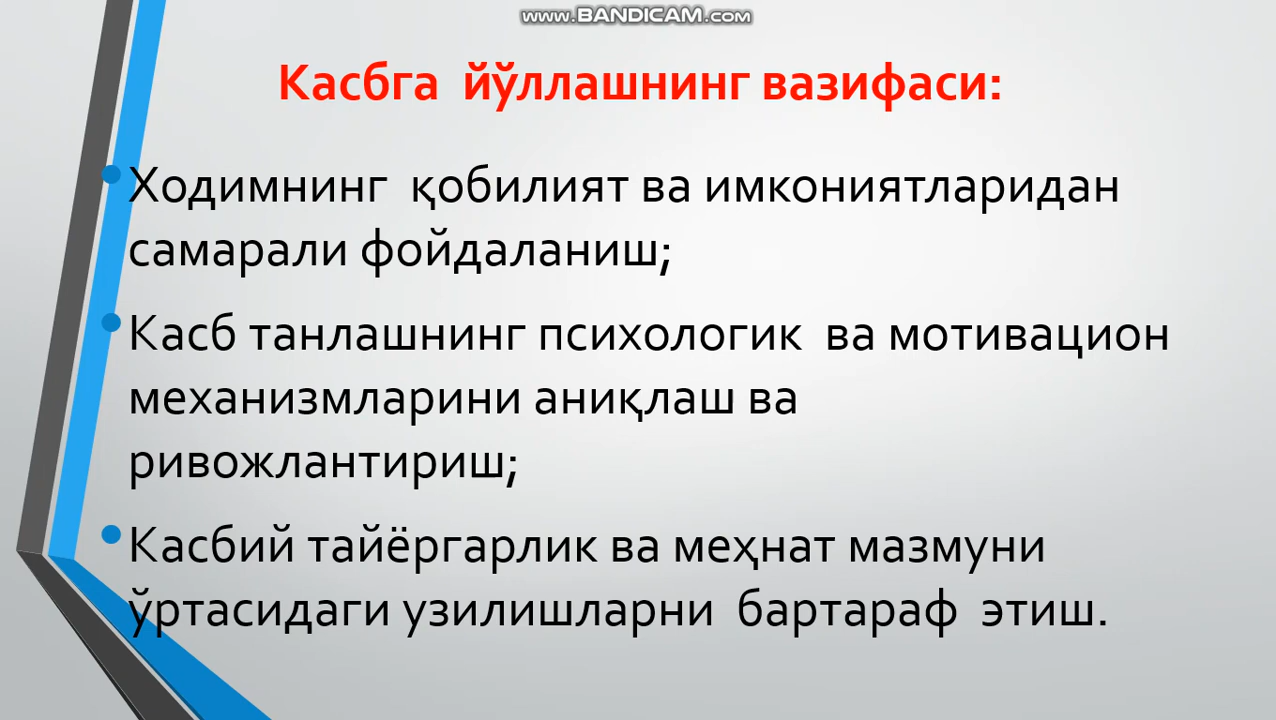 www.BANDICAM.com
Касбга йўллашнинг вазифаси:
• Ходимнинг қобилият ва имкониятларидан
самарали фойдаланиш;
• Касб танлашнинг психологик ва мотивацион
механизмларини аниқлаш ва
ривожлантириш;
• Касбий тайёргарлик ва меҳнат мазмуни
ўртасидаги узилишларни бартараф этиш.